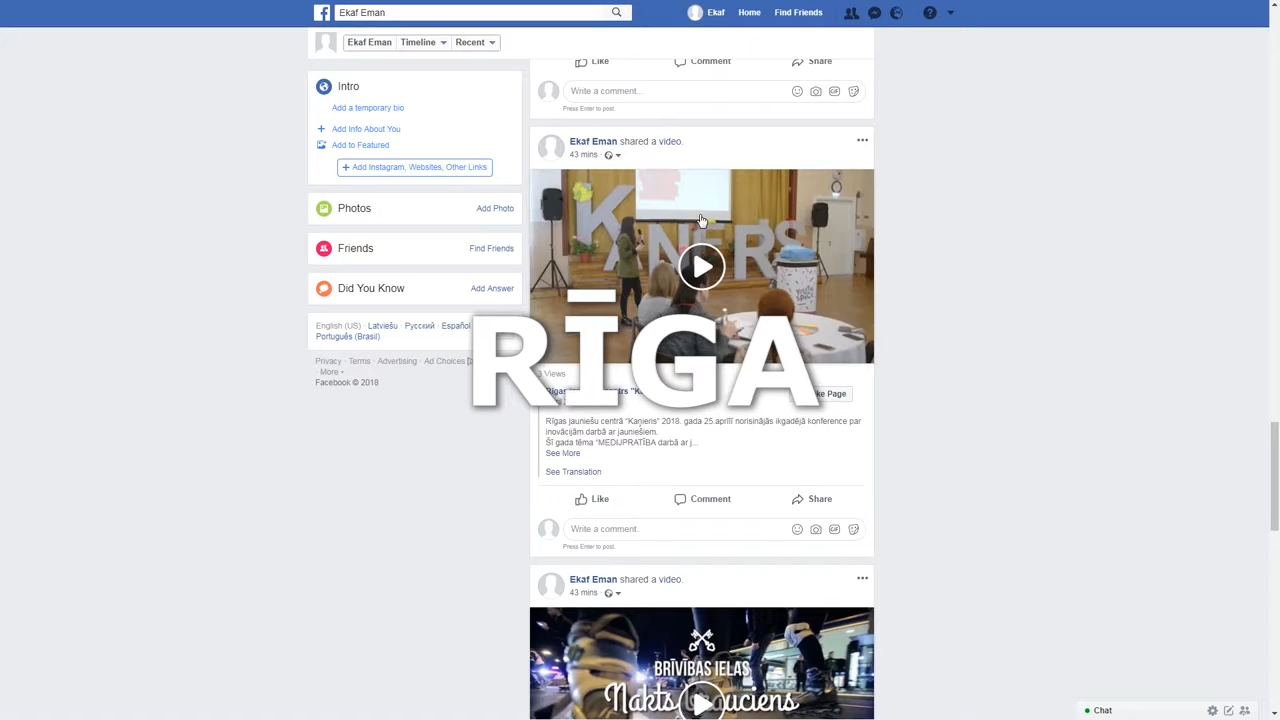 Ekaf Eman
Ekaf
Home
Find Friends
Ekaf Eman
Timeline
Recent
Like
Comment
Share
Write a comment...
Press Enter to post.
Intro
Add a temporary bio
Add Info About You
Add to Featured
+ Add Instagram, Websites, Other Links
Photos
Add Photo
Friends
Find Friends
Did You Know
Add Answer
English (US) · Latviešu · Русский · Español
Português (Brasil)
Privacy · Terms · Advertising · Ad Choices
· More
Facebook © 2018
Ekaf Eman shared a video.
43 mins ·
RĪGA
Views
Page
Rīgas jauniešu centrā "Kaņieris" 2018. gada 25.aprīlī norisinājās ikgadējā konference par
inovācijām darbā ar jauniešiem.
Šī gada tēma "MEDIJPRATĪBA darbā ar j...
See More
See Translation
Like
Comment
Share
Write a comment..
Press Enter to post.
Ekaf Eman shared a video.
43 mins ·
BRĪVĪBAS IELAS
Nakts
Chat